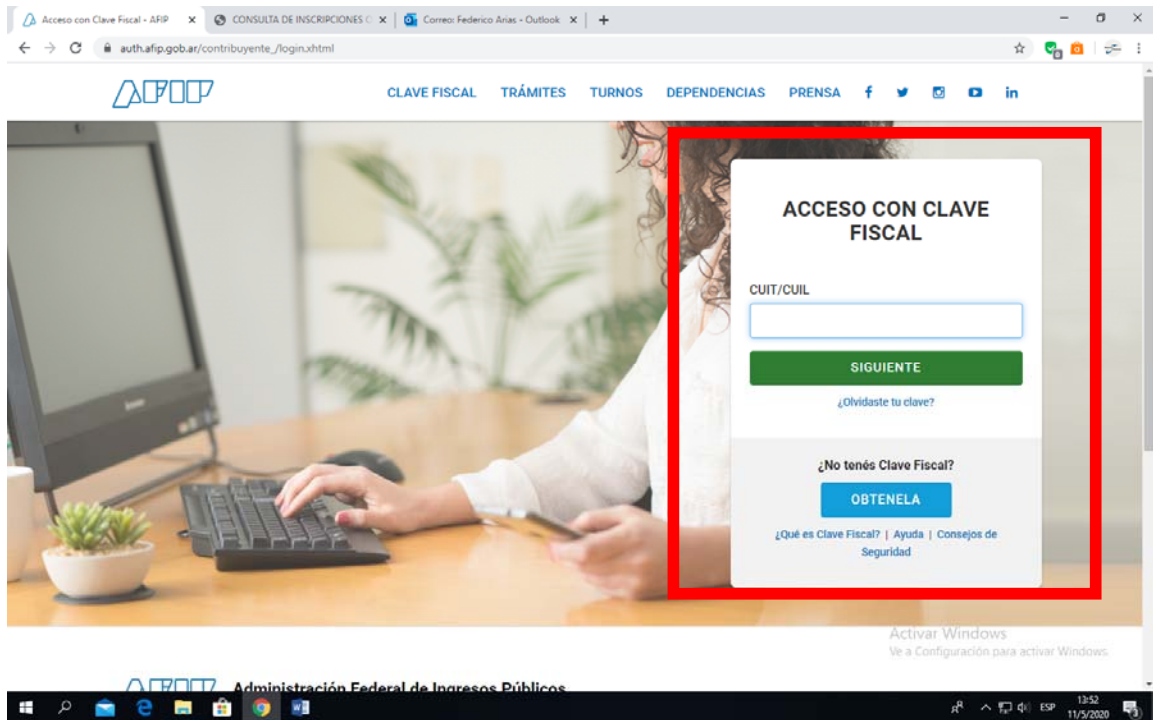 Acceso con Clave Fiscal - AFIP
CONSULTA DE INSCRIPCIONES C
Correo: Federico Arias - Outlook
auth.afip.gob.ar/contribuyente_/login.xhtml
AFIP
CLAVE FISCAL TRÁMITES TURNOS DEPENDENCIAS PRENSA
ACCESO CON CLAVE
FISCAL
CUIT/CUIL
SIGUIENTE
¿Olvidaste tu clave?
¿No tenés Clave Fiscal?
OBTENELA
¿Qué es Clave Fiscal? | Ayuda | Consejos de
Seguridad
Activar Windows
Ve a Configuración para activar Windows.
AFIP Administración Federal de Ingresos Públicos
ESP
13:52
11/5/2020